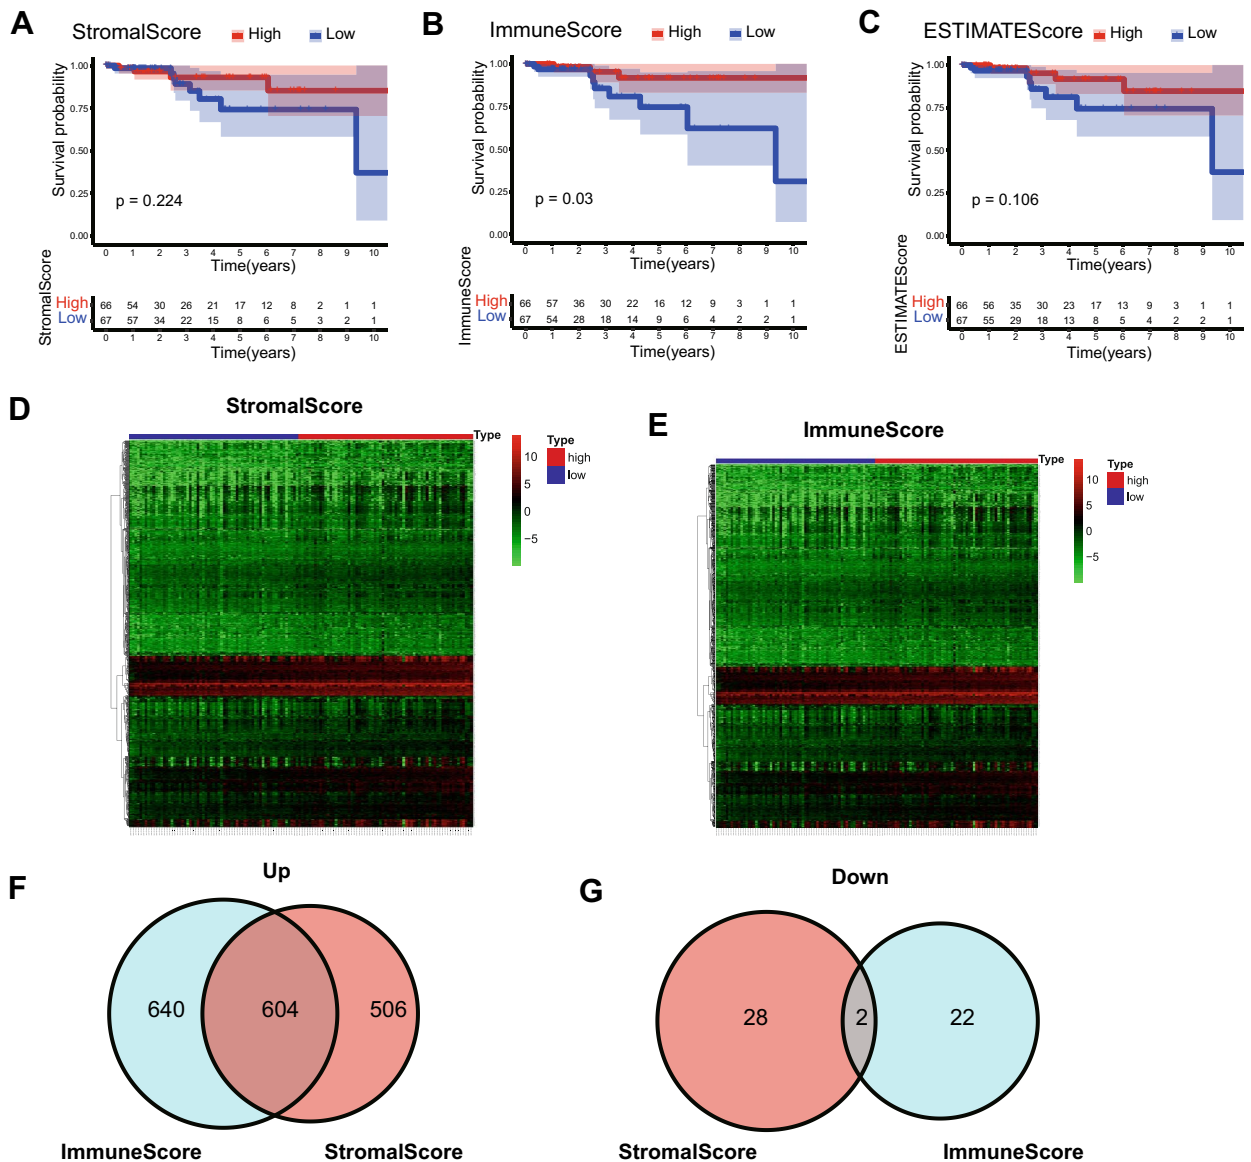 A
StromalScore
High
Low
Survival probability
1.00
0.75
0.50
0.25
0.00
p = 0.224
0 1 2 3 4 5 6 7 8 9 10
Time(years)
StromalScore
High 66 54 30 26 21 17 12 8 2 1 1
Low 67 57 34 22 15 8 6 5 3 2 1
0 1 2 3 4 5 6 7 8 9 10
Time(years)
B
ImmuneScore
High
Low
Survival probability
1.00
0.75
0.50
0.25
0.00
p = 0.03
0 1 2 3 4 5 6 7 8 9 10
Time(years)
ImmuneScore
High 66 57 36 30 22 16 12 9 3 1 1
Low 67 54 28 18 14 9 6 4 2 2 1
0 1 2 3 4 5 6 7 8 9 10
Time(years)
C
ESTIMATEScore
High
Low
Survival probability
1.00
0.75
0.50
0.25
0.00
p = 0.106
0 1 2 3 4 5 6 7 8 9 10
Time(years)
ESTIMATEScore
High 66 56 35 30 23 17 13 9 3 1 1
Low 67 55 29 18 13 8 5 4 2 2 1
0 1 2 3 4 5 6 7 8 9 10
Time(years)
D
StromalScore
Type
10
5
0
−5
Type
high
low
E
ImmuneScore
Type
10
5
0
−5
Type
high
low
F
Up
640
604
506
ImmuneScore
StromalScore
G
Down
28
2
22
StromalScore
ImmuneScore